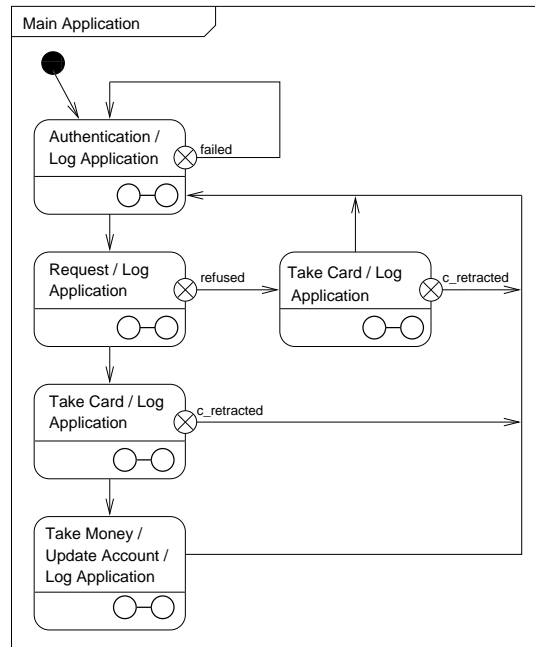 Main Application
Authentication /
Log Application
failed
Request / Log
Application
refused
Take Card / Log
Application
c_retracted
Take Card / Log
Application
c_retracted
Take Money /
Update Account /
Log Application